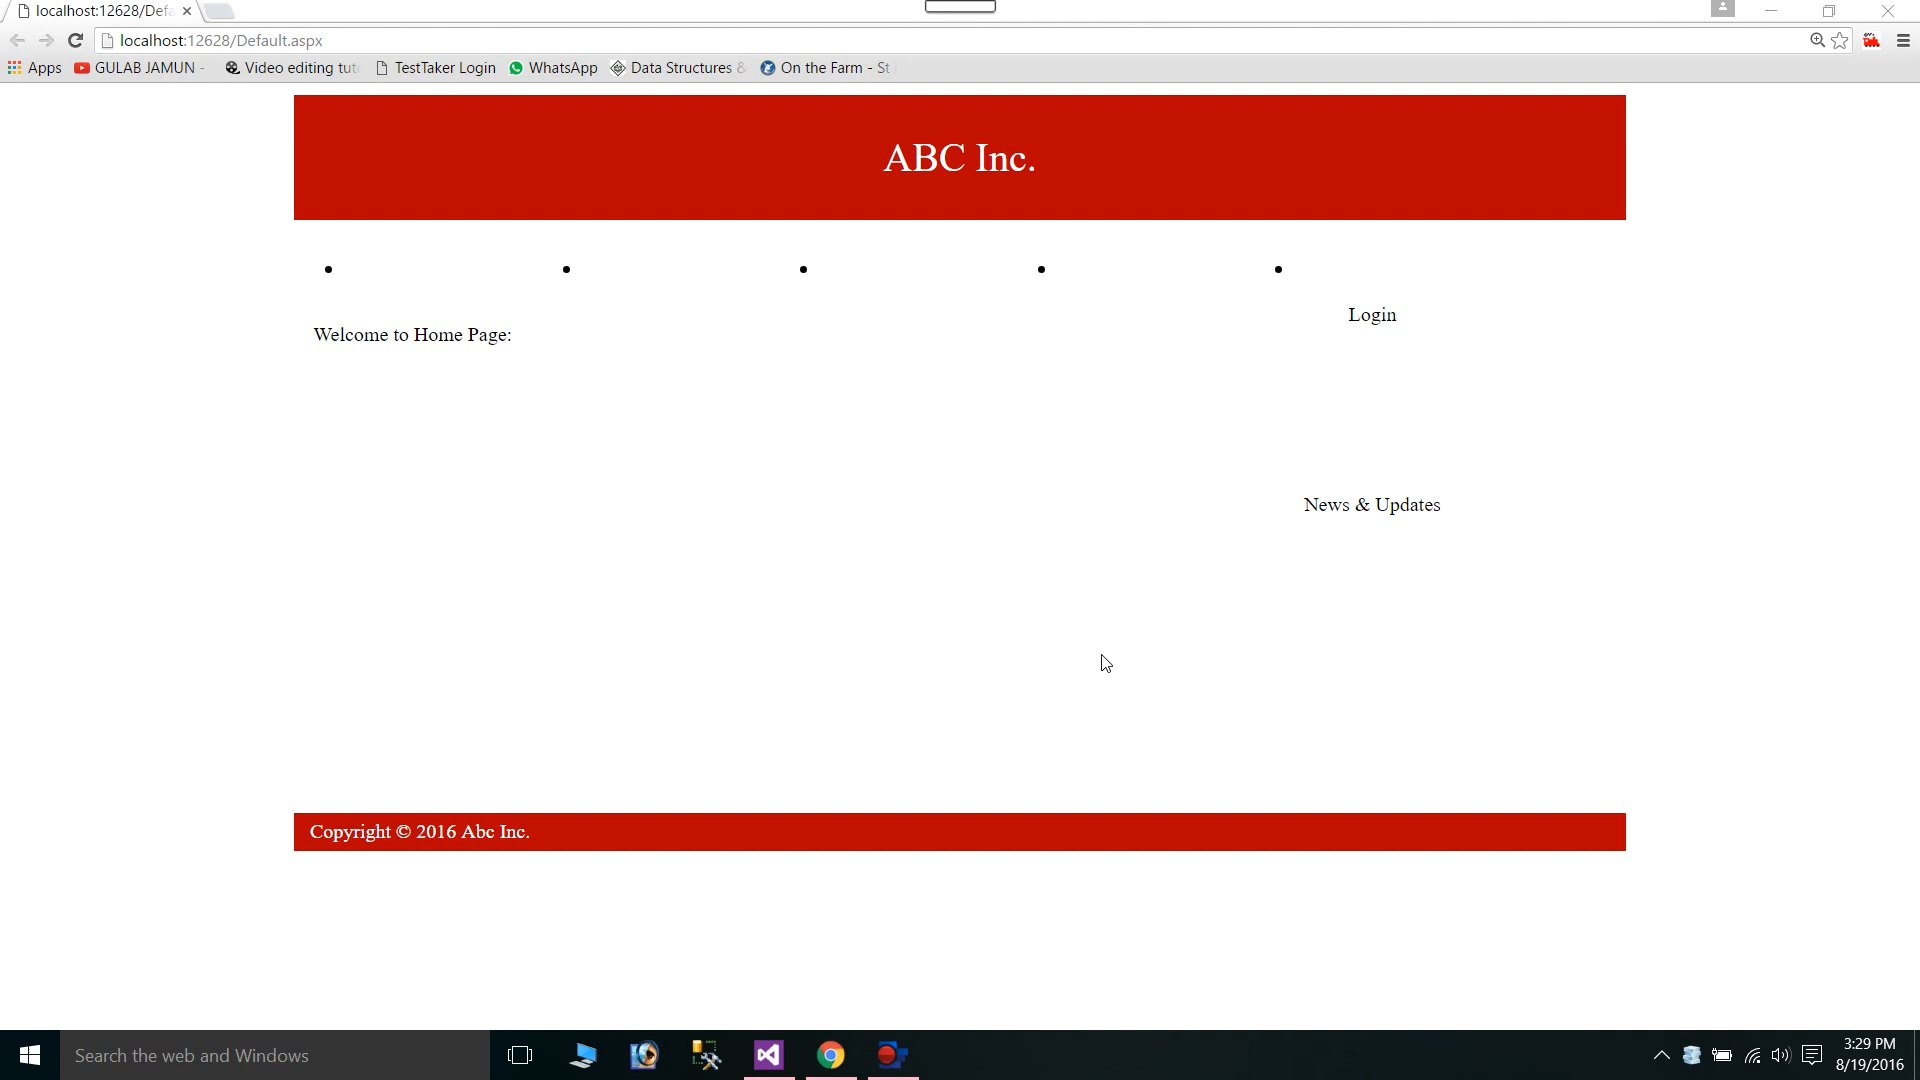 localhost:12628/Defa
localhost:12628/Default.aspx
Apps GULAB JAMUN - Video editing tut TestTaker Login WhatsApp Data Structures & On the Farm - St
ABC Inc.
Login
Welcome to Home Page:
News & Updates
Copyright © 2016 Abc Inc.
Search the web and Windows
3:29 PM
8/19/2016